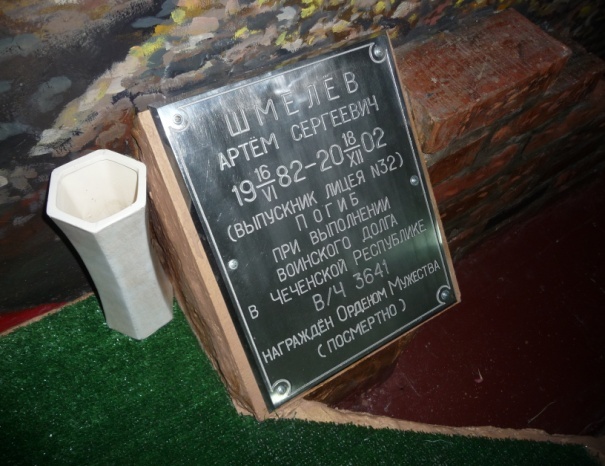 ШМЁЛЁВ
АРТЁМ СЕРГЕЕВИЧ
19 16/VI 82–20 18/XII 02
(ВЫПУСКНИК ЛИЦЕЯ N32)
ПОГИБ
ПРИ ВЫПОЛНЕНИИ
ВОИНСКОГО ДОЛГА
В ЧЕЧЕНСКОЙ РЕСПУБЛИКЕ
В/Ч 3641
НАГРАЖДЁН ОРДЕНОМ МУЖЕСТВА
(ПОСМЕРТНО)